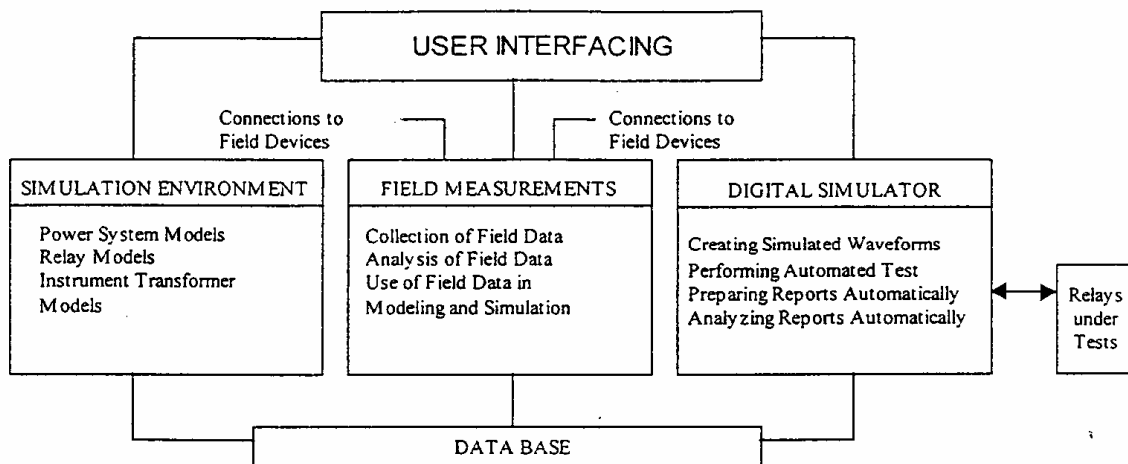 USER INTERFACING
Connections to
Field Devices
Connections to
Field Devices
SIMULATION ENVIRONMENT
Power System Models
Relay Models
Instrument Transformer
Models
FIELD MEASUREMENTS
Collection of Field Data
Analysis of Field Data
Use of Field Data in
Modeling and Simulation
DIGITAL SIMULATOR
Creating Simulated Waveforms
Performing Automated Test
Preparing Reports Automatically
Analyzing Reports Automatically
Relays
under
Tests
DATA BASE